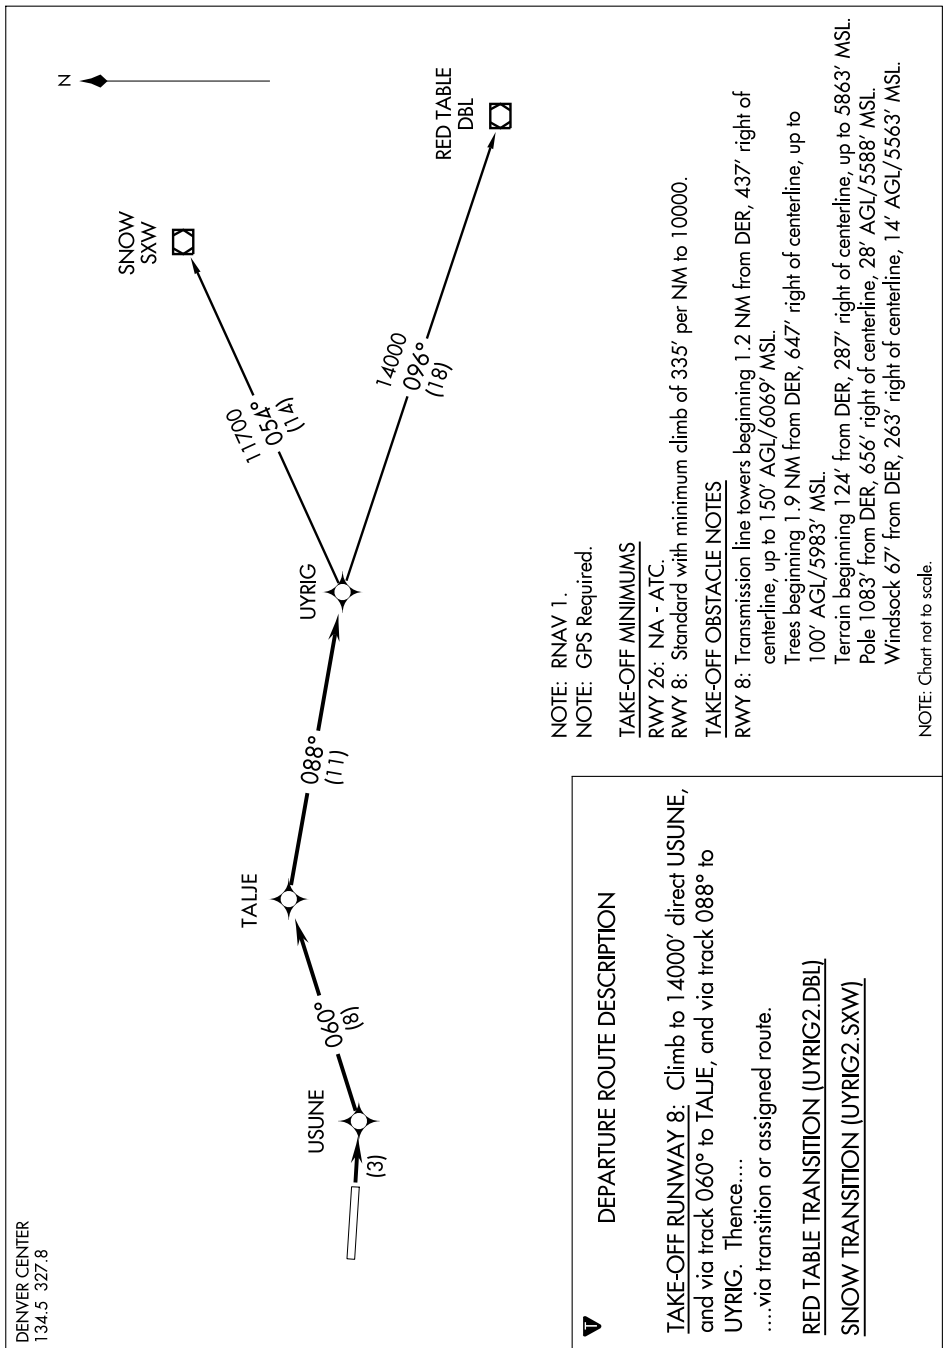 DENVER CENTER
134.5 327.8
N
SNOW
SXW
RED TABLE
DBL
11700
054°
(14)
14000
096°
(18)
UYRIG
088°
(11)
TALJE
060°
(8)
USUNE
(3)
NOTE: RNAV 1.
NOTE: GPS Required.
TAKE-OFF MINIMUMS
RWY 26: NA - ATC.
RWY 8: Standard with minimum climb of 335' per NM to 10000.
TAKE-OFF OBSTACLE NOTES
RWY 8: Transmission line towers beginning 1.2 NM from DER, 437' right of
centerline, up to 150' AGL/6069' MSL.
Trees beginning 1.9 NM from DER, 647' right of centerline, up to
100' AGL/5983' MSL.
Terrain beginning 124' from DER, 287' right of centerline, up to 5863' MSL.
Pole 1083' from DER, 656' right of centerline, 28' AGL/5588' MSL.
Windsock 67' from DER, 263' right of centerline, 14' AGL/5563' MSL.
NOTE: Chart not to scale.
T
DEPARTURE ROUTE DESCRIPTION
TAKE-OFF RUNWAY 8: Climb to 14000' direct USUNE,
and via track 060° to TALJE, and via track 088° to
UYRIG. Thence....
....via transition or assigned route.
RED TABLE TRANSITION (UYRIG2.DBL)
SNOW TRANSITION (UYRIG2.SXW)